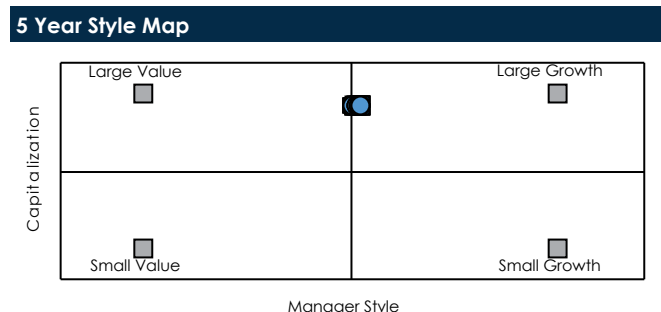 5 Year Style Map
Large Value
Large Growth
Capitalization
Small Value
Small Growth
Manager Style